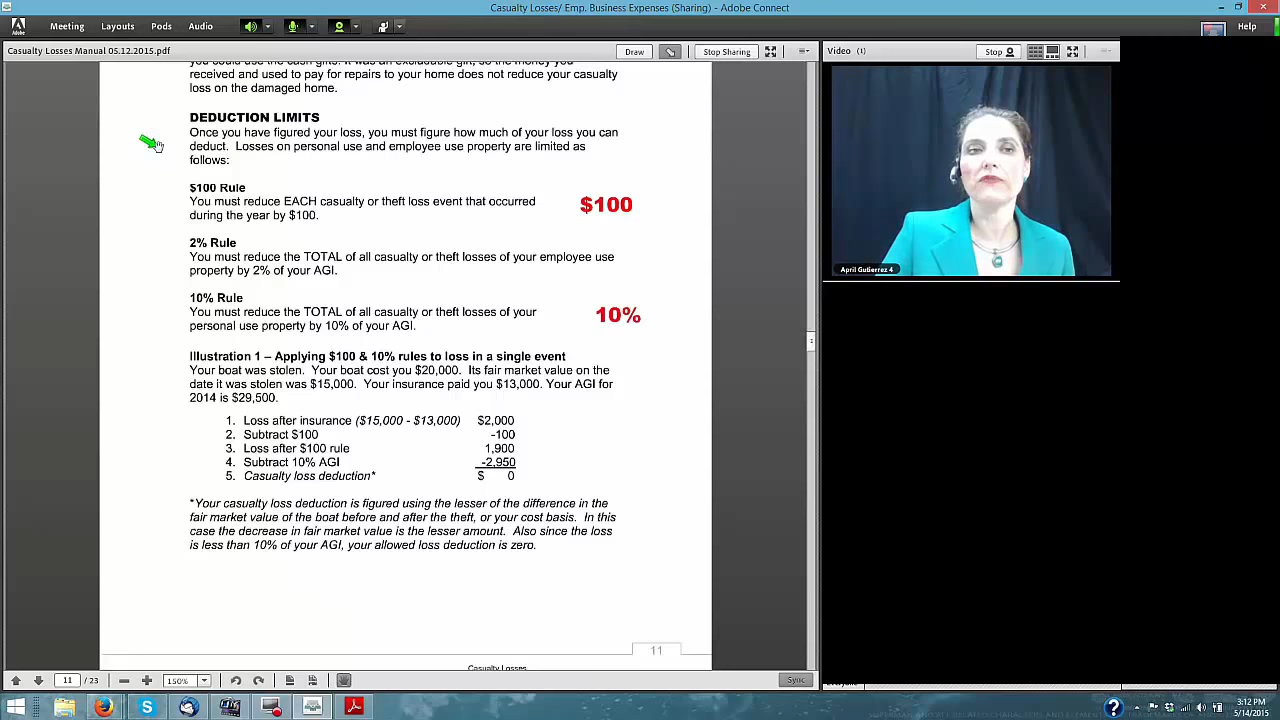 Casualty Losses/ Emp. Business Expenses (Sharing) - Adobe Connect
Meeting Layouts Pods Audio Help
Casualty Losses Manual 05.12.2015.pdf
Draw Stop Sharing
Video (1) Stop
received and used to pay for repairs to your home does not reduce your casualty
loss on the damaged home.
DEDUCTION LIMITS
Once you have figured your loss, you must figure how much of your loss you can
deduct. Losses on personal use and employee use property are limited as
follows:
$100 Rule
You must reduce EACH casualty or theft loss event that occurred
during the year by $100.
$100
2% Rule
You must reduce the TOTAL of all casualty or theft losses of your employee use
property by 2% of your AGI.
10% Rule
You must reduce the TOTAL of all casualty or theft losses of your
personal use property by 10% of your AGI.
10%
Illustration 1 – Applying $100 & 10% rules to loss in a single event
Your boat was stolen. Your boat cost you $20,000. Its fair market value on the
date it was stolen was $15,000. Your insurance paid you $13,000. Your AGI for
2014 is $29,500.
1. Loss after insurance ($15,000 - $13,000) $2,000
2. Subtract $100 -100
3. Loss after $100 rule 1,900
4. Subtract 10% AGI -2,950
5. Casualty loss deduction* $ 0
*Your casualty loss deduction is figured using the lesser of the difference in the
fair market value of the boat before and after the theft, or your cost basis. In this
case the decrease in fair market value is the lesser amount. Also since the loss
is less than 10% of your AGI, your allowed loss deduction is zero.
11
Casualty Losses
April Gutierrez 4
11 / 23 150% Sync
3:12 PM
5/14/2015